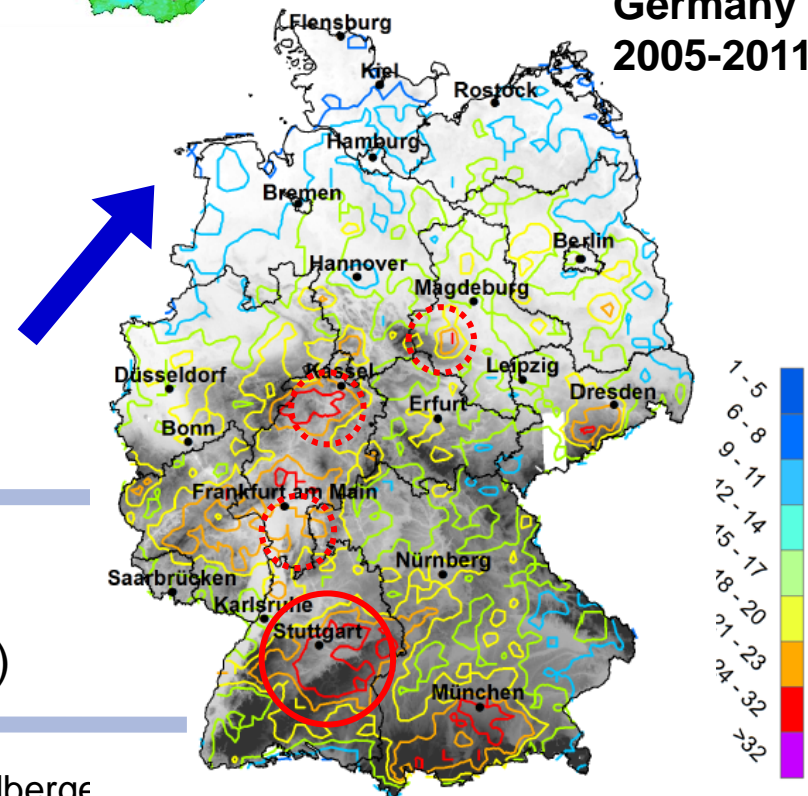 Germany
2005-2011
Flensburg
Kiel
Rostock
Hamburg
Bremen
Berlin
Hannover
Magdeburg
Düsseldorf
Kassel
Leipzig
Erfurt
Dresden
Bonn
Frankfurt am Main
Nürnberg
Saarbrücken
Karlsruhe
Stuttgart
München
)
1 - 5
6 - 8
9 - 11
12 - 14
15 - 17
18 - 20
21 - 23
24 - 32
>32